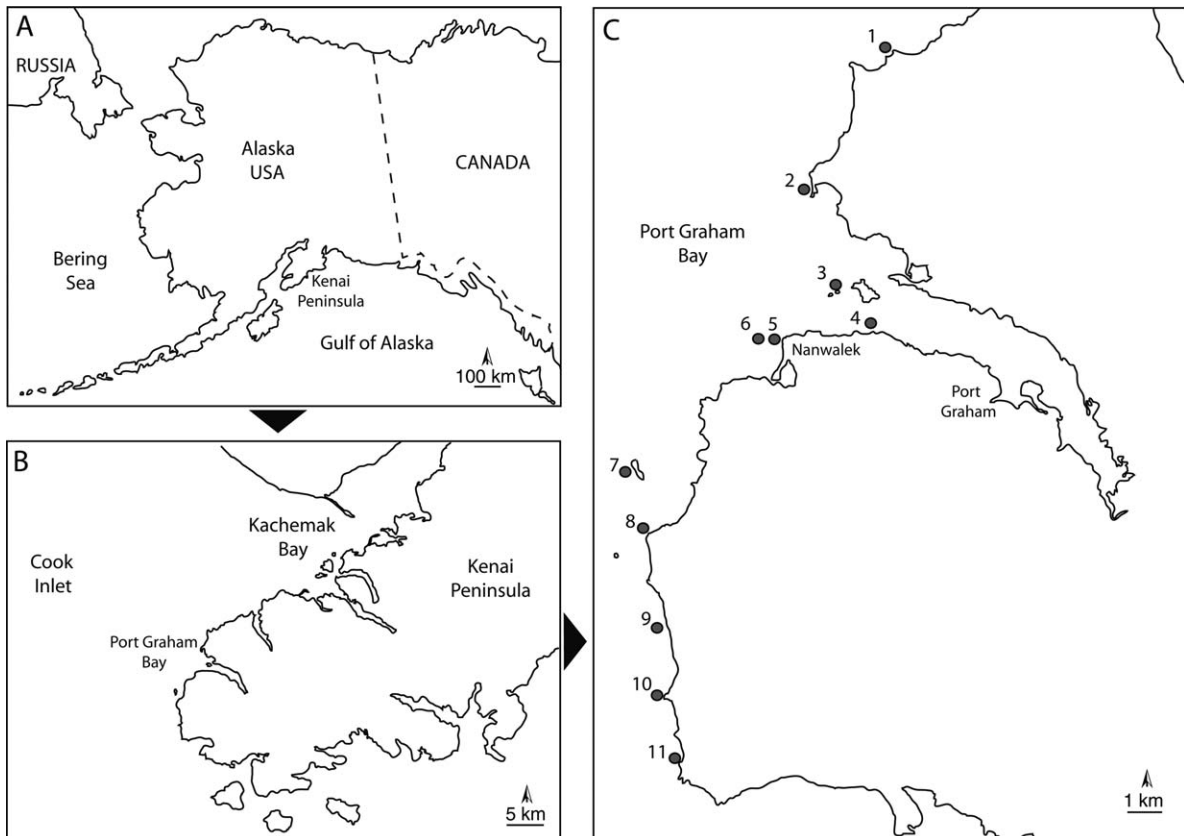 A
RUSSIA
Alaska
USA
CANADA
Bering
Sea
Kenai
Peninsula
Gulf of Alaska
100 km
B
Kachemak
Bay
Cook
Inlet
Kenai
Peninsula
Port Graham
Bay
5 km
C
1
2
Port Graham
Bay
3
4
6 5
Nanwalek
Port
Graham
7
8
9
10
11
1 km